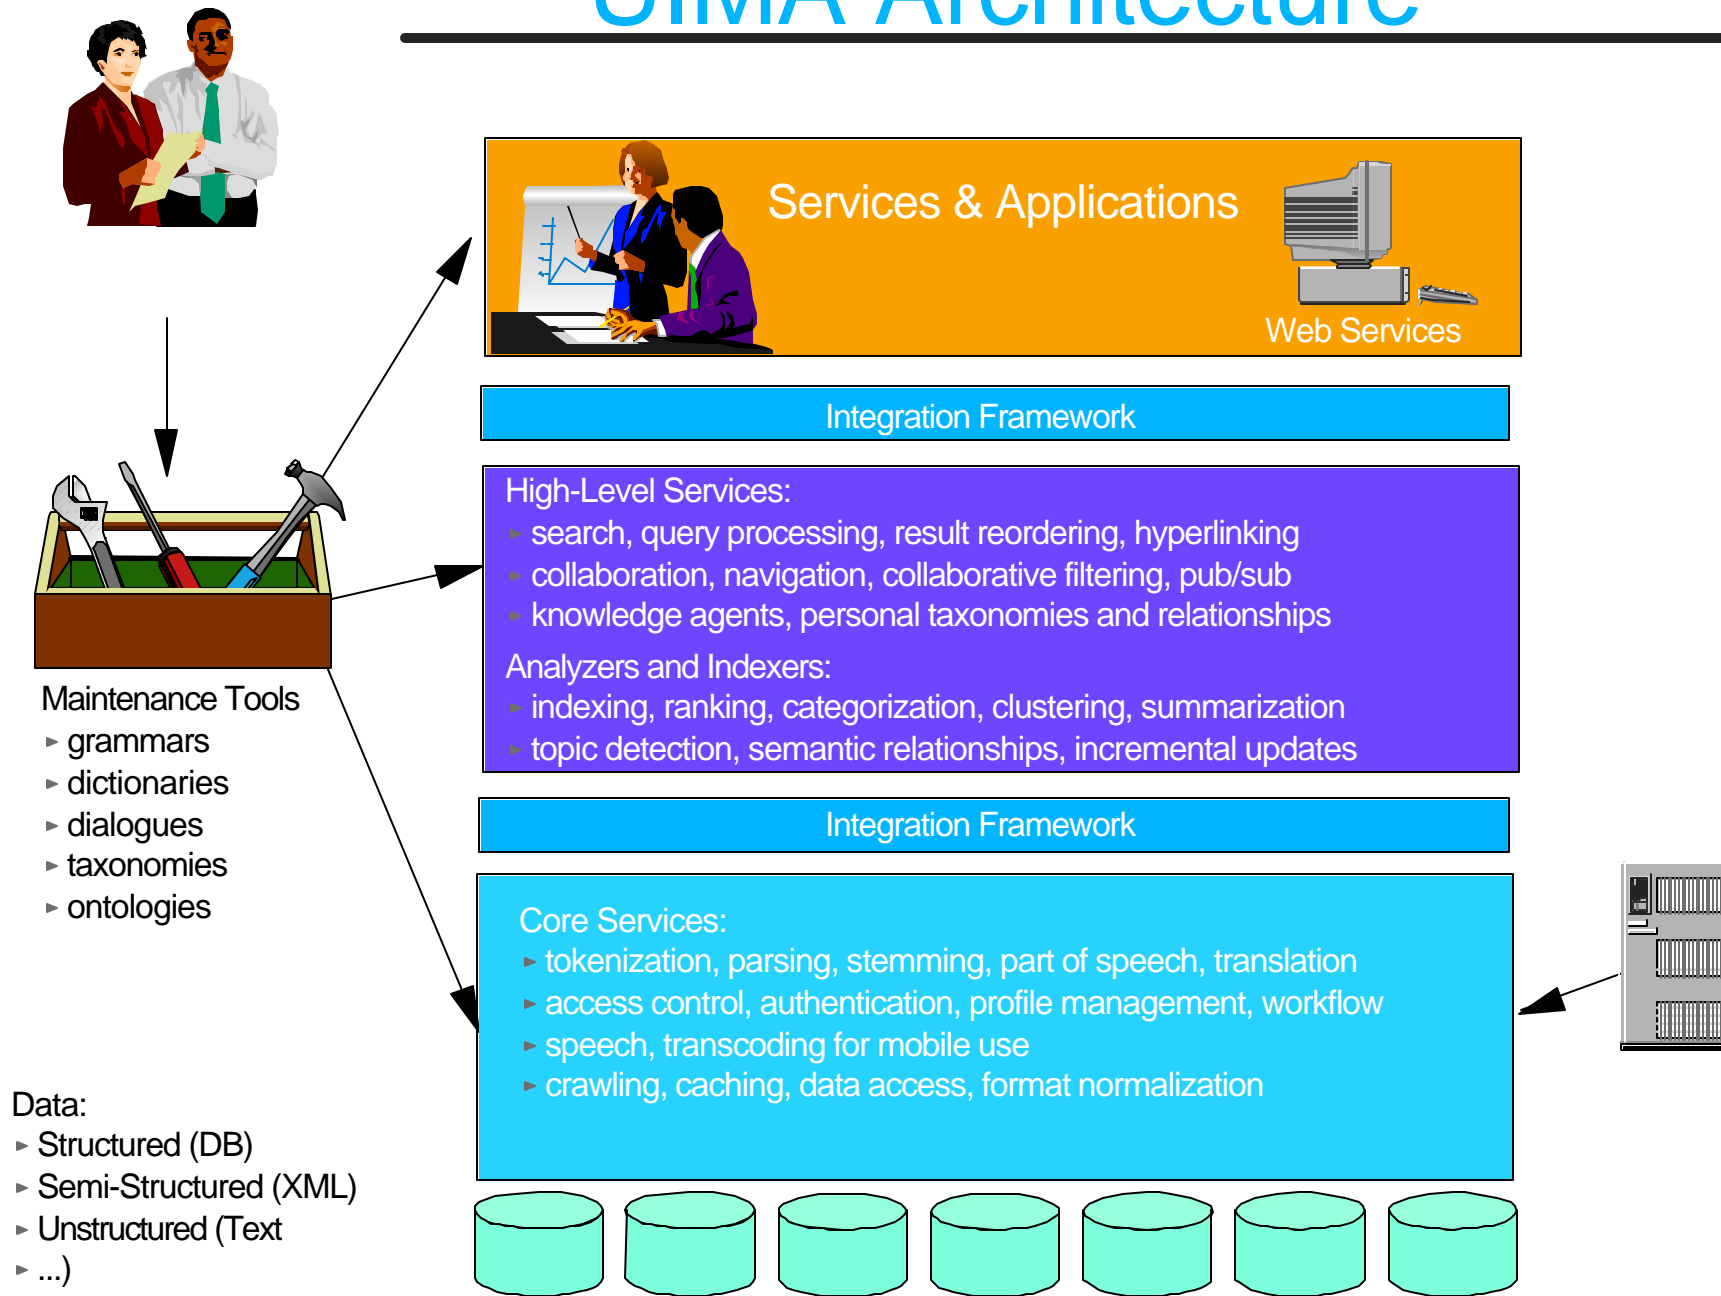 UIMA Architecture
Services & Applications
Web Services
Integration Framework
High-Level Services:
search, query processing, result reordering, hyperlinking
collaboration, navigation, collaborative filtering, pub/sub
knowledge agents, personal taxonomies and relationships
Analyzers and Indexers:
indexing, ranking, categorization, clustering, summarization
topic detection, semantic relationships, incremental updates
Maintenance Tools
grammars
dictionaries
dialogues
taxonomies
ontologies
Integration Framework
Core Services:
tokenization, parsing, stemming, part of speech, translation
access control, authentication, profile management, workflow
speech, transcoding for mobile use
crawling, caching, data access, format normalization
Data:
Structured (DB)
Semi-Structured (XML)
Unstructured (Text
...)